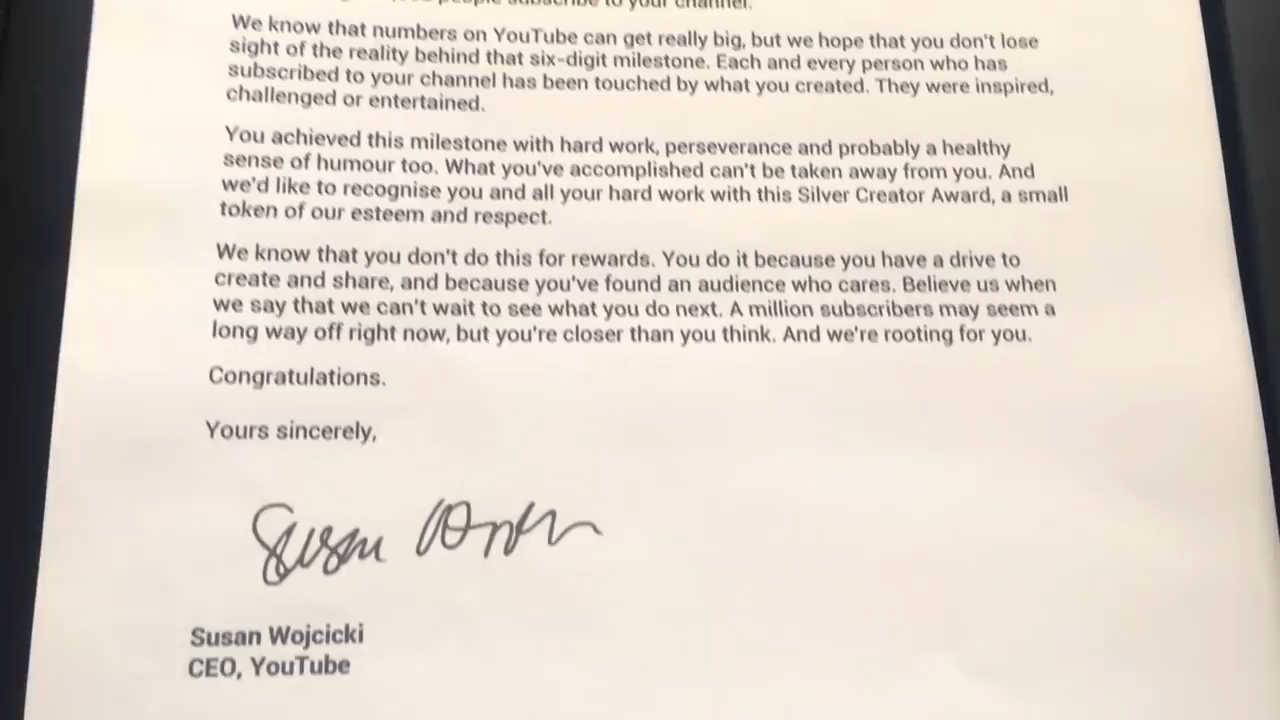 people subscribe to your channel.
We know that numbers on YouTube can get really big, but we hope that you don't lose
sight of the reality behind that six-digit milestone. Each and every person who has
subscribed to your channel has been touched by what you created. They were inspired,
challenged or entertained.
You achieved this milestone with hard work, perseverance and probably a healthy
sense of humour too. What you've accomplished can't be taken away from you. And
we'd like to recognise you and all your hard work with this Silver Creator Award, a small
token of our esteem and respect.
We know that you don't do this for rewards. You do it because you have a drive to
create and share, and because you've found an audience who cares. Believe us when
we say that we can't wait to see what you do next. A million subscribers may seem a
long way off right now, but you're closer than you think. And we're rooting for you.
Congratulations.
Yours sincerely,
Susan
Susan Wojcicki
CEO, YouTube